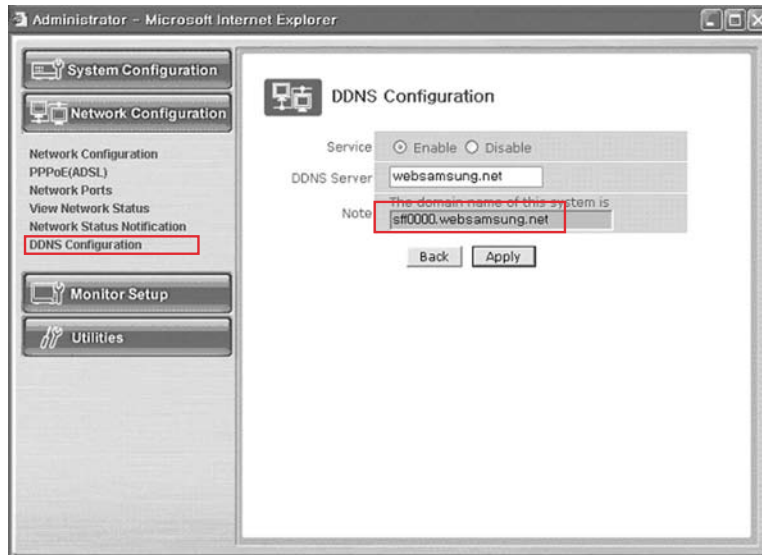 Administrator - Microsoft Internet Explorer
System Configuration
Network Configuration
Network Configuration
PPPoE(ADSL)
Network Ports
View Network Status
Network Status Notification
DDNS Configuration
Monitor Setup
Utilities
DDNS Configuration
Service Enable Disable
DDNS Server websamsung.net
Note The domain name of this system is
sff0000.websamsung.net
Back Apply